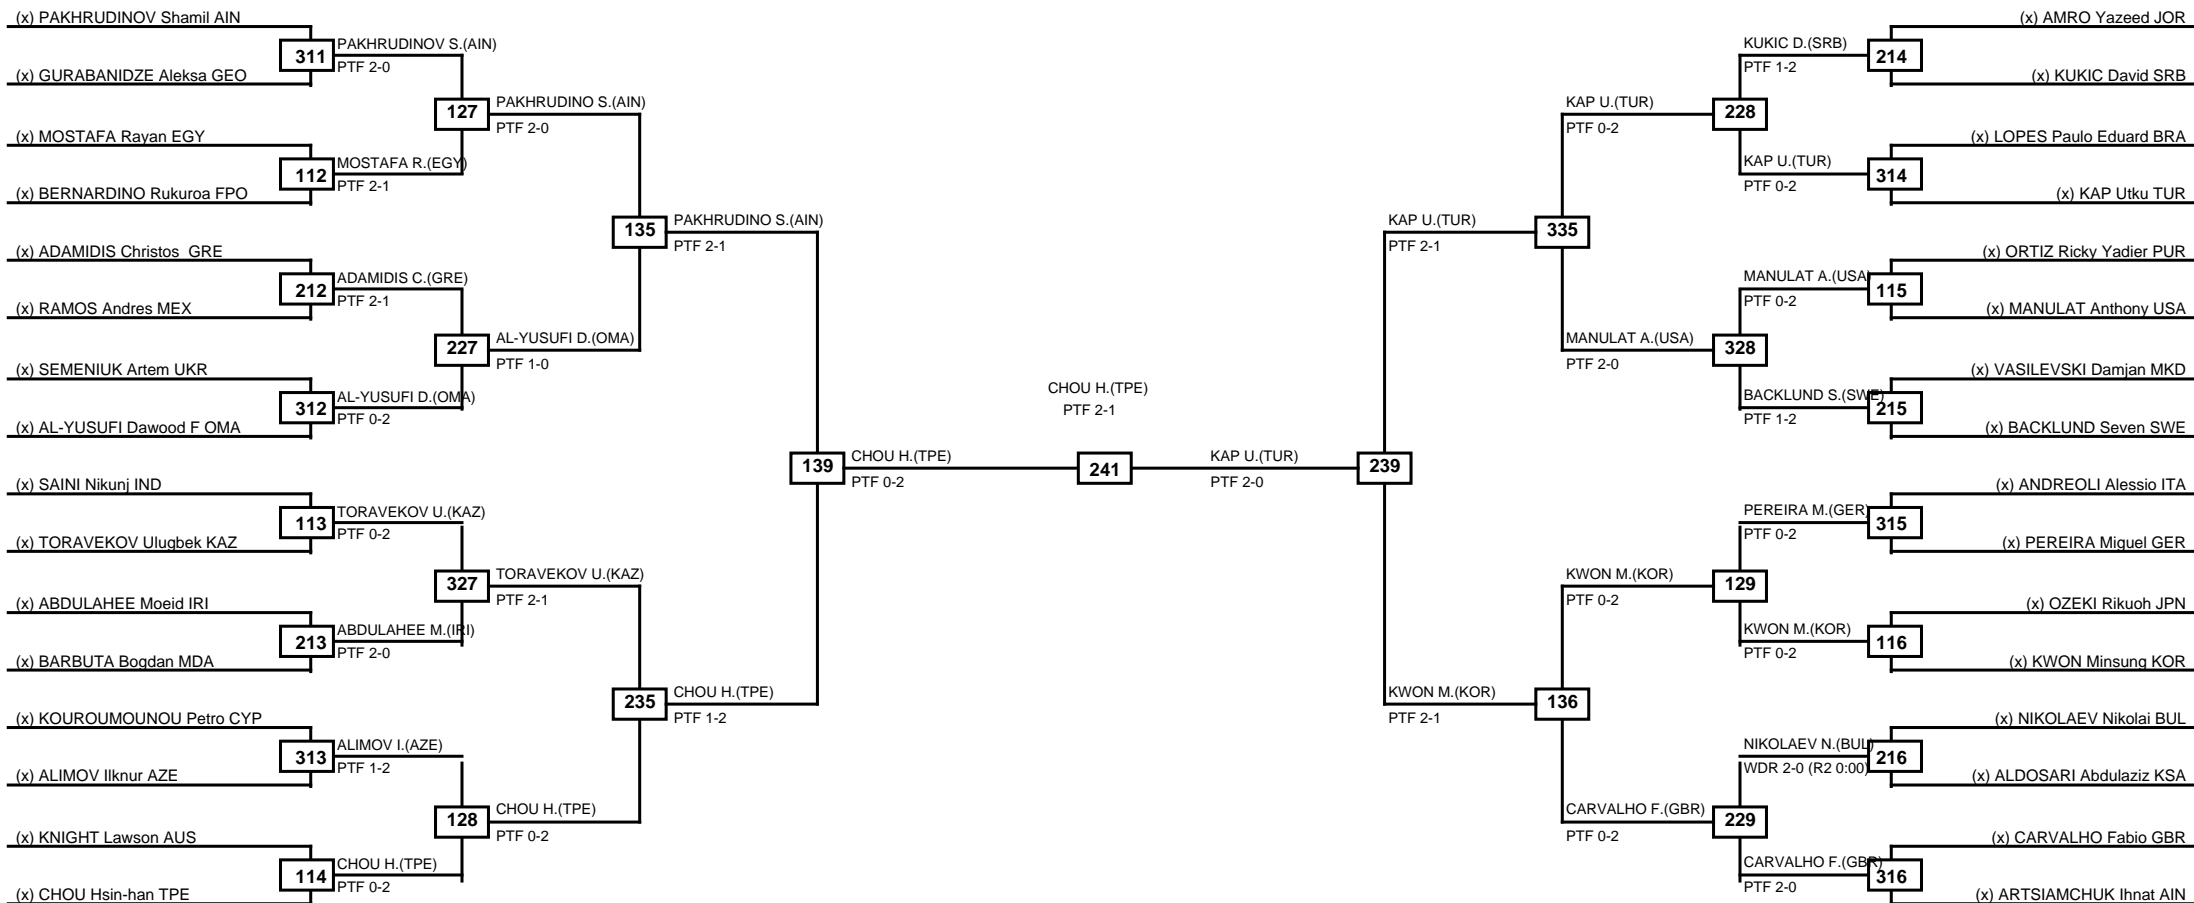 (x) PAKHRUDINOV Shamil AIN
311
PAKHRUDINOV S.(AIN)
PTF 2-0
(x) GURABANIDZE Aleksa GEO
127
PAKHRUDINO S.(AIN)
PTF 2-0
(x) MOSTAFA Rayan EGY
112
MOSTAFA R.(EGY)
PTF 2-1
(x) BERNARDINO Rukuroa FPO
135
PAKHRUDINO S.(AIN)
PTF 2-1
(x) ADAMIDIS Christos  GRE
212
ADAMIDIS C.(GRE)
PTF 2-1
(x) RAMOS Andres MEX
227
AL-YUSUFI D.(OMA)
PTF 1-0
(x) SEMENIUK Artem UKR
312
AL-YUSUFI D.(OMA)
PTF 0-2
(x) AL-YUSUFI Dawood F OMA
139
CHOU H.(TPE)
PTF 0-2
(x) SAINI Nikunj IND
113
TORAVEKOV U.(KAZ)
PTF 0-2
(x) TORAVEKOV Ulugbek KAZ
327
TORAVEKOV U.(KAZ)
PTF 2-1
(x) ABDULAHEE Moeid IRI
213
ABDULAHEE M.(IRI)
PTF 2-0
(x) BARBUTA Bogdan MDA
235
CHOU H.(TPE)
PTF 1-2
(x) KOUROUMOUNOU Petro CYP
313
ALIMOV I.(AZE)
PTF 1-2
(x) ALIMOV Ilknur AZE
128
CHOU H.(TPE)
PTF 0-2
(x) KNIGHT Lawson AUS
114
CHOU H.(TPE)
PTF 0-2
(x) CHOU Hsin-han TPE
CHOU H.(TPE)
PTF 2-1
241
KAP U.(TUR)
PTF 2-0
239
(x) AMRO Yazeed JOR
KUKIC D.(SRB)
PTF 1-2
214
(x) KUKIC David SRB
KAP U.(TUR)
PTF 0-2
228
(x) LOPES Paulo Eduard BRA
KAP U.(TUR)
PTF 0-2
314
(x) KAP Utku TUR
KAP U.(TUR)
PTF 2-1
335
(x) ORTIZ Ricky Yadier PUR
MANULAT A.(USA)
PTF 0-2
115
(x) MANULAT Anthony USA
MANULAT A.(USA)
PTF 2-0
328
(x) VASILEVSKI Damjan MKD
BACKLUND S.(SWE)
PTF 1-2
215
(x) BACKLUND Seven SWE
(x) ANDREOLI Alessio ITA
PEREIRA M.(GER)
PTF 0-2
315
(x) PEREIRA Miguel GER
KWON M.(KOR)
PTF 0-2
129
(x) OZEKI Rikuoh JPN
KWON M.(KOR)
PTF 0-2
116
(x) KWON Minsung KOR
KWON M.(KOR)
PTF 2-1
136
(x) NIKOLAEV Nikolai BUL
NIKOLAEV N.(BUL)
WDR 2-0 (R2 0:00)
216
(x) ALDOSARI Abdulaziz KSA
CARVALHO F.(GBR)
PTF 0-2
229
(x) CARVALHO Fabio GBR
CARVALHO F.(GBR)
PTF 2-0
316
(x) ARTSIAMCHUK Ihnat AIN